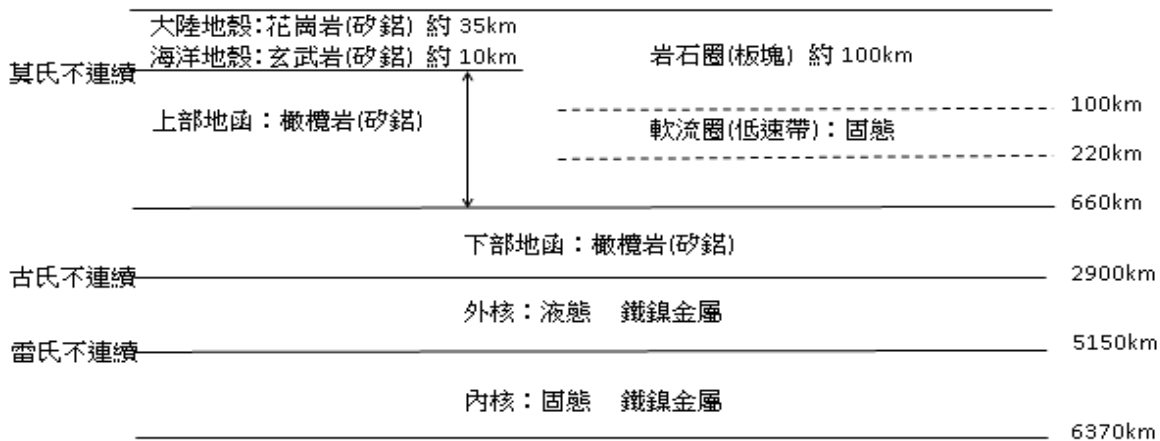 大陸地殼:花崗岩(矽鋁) 約 35km
海洋地殼:玄武岩(矽鋁) 約 10km
岩石圈(板塊) 約 100km
莫氏不連續
100km
上部地函：橄欖岩(矽鋁)
軟流圈(低速帶)：固態
220km
660km
下部地函：橄欖岩(矽鋁)
古氏不連續
2900km
外核：液態 鐵鎳金屬
雷氏不連續
5150km
內核：固態 鐵鎳金屬
6370km